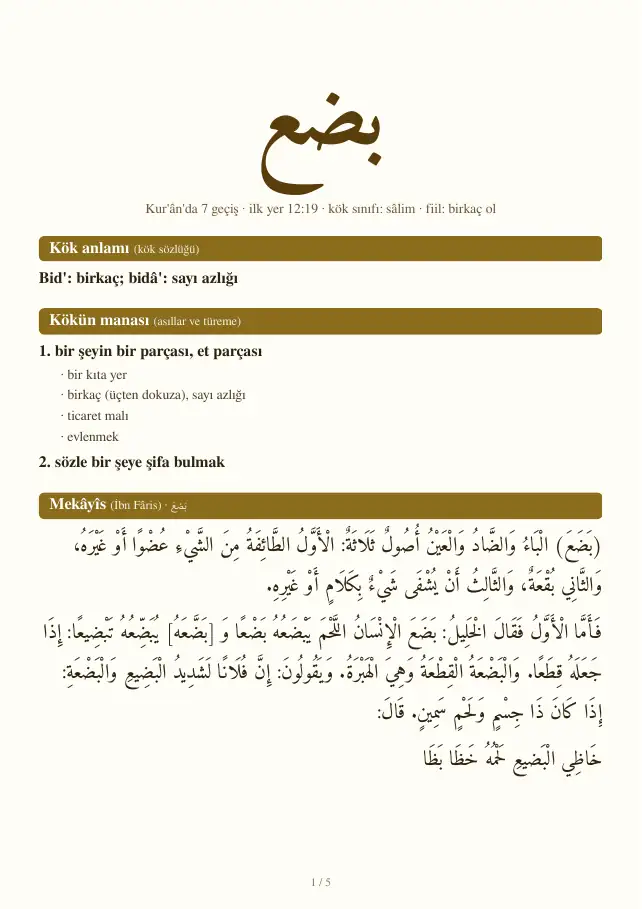 بضع
Kur'ân'da 7 geçiş · ilk yer 12:19 · kök sınıfı: sâlim · fiil: birkaç ol
Kök anlamı (kök sözlüğü)
Bid': birkaç; bidâ': sayı azlığı
Kökün manası (asıllar ve türeme)
1. bir şeyin bir parçası, et parçası
· bir kıta yer
· birkaç (üçten dokuza), sayı azlığı
· ticaret malı
· evlenmek
2. sözle bir şeye şifa bulmak
Mekâyîs (İbn Fâris) · بَضَعَ
(بَضَعَ) الْبَاءُ وَالضَّادُ وَالْعَيْنُ أُصُولٌ ثَلَاثَةٌ: الْأَوَّلُ الطَّائِفَةُ مِنَ الشَّيْءِ عُضْوًا أَوْ غَيْرَهُ،
وَالثَّانِي بُقْعَةٌ، وَالثَّالِثُ أَنْ يُشْفَى شَيْءٌ بِكَلَامٍ أَوْ غَيْرِهِ.
فَأَمَّا الْأَوَّلُ فَقَالَ الْخَلِيلُ: بَضَعَ الْإِنْسَانُ اللَّحْمَ يَبْضَعُهُ بَضْعًا وَ [بَضَّعَهُ] يُبَضِّعُهُ تَبْضِيعًا: إِذَا
جَعَلَهُ قِطَعًا. وَالْبَضْعَةُ الْقِطْعَةُ وَهِيَ الْهَبْرَةُ. وَيَقُولُونَ: إِنَّ فُلَانًا لَشَدِيدُ الْبَضِيعِ وَالْبَضْعَةِ:
إِذَا كَانَ ذَا جِسْمٍ وَلَحْمٍ سَمِينٍ. قَالَ:
خَاظِي الْبَضِيعِ لَحْمُهُ خَظَا بَظَا
1 / 5